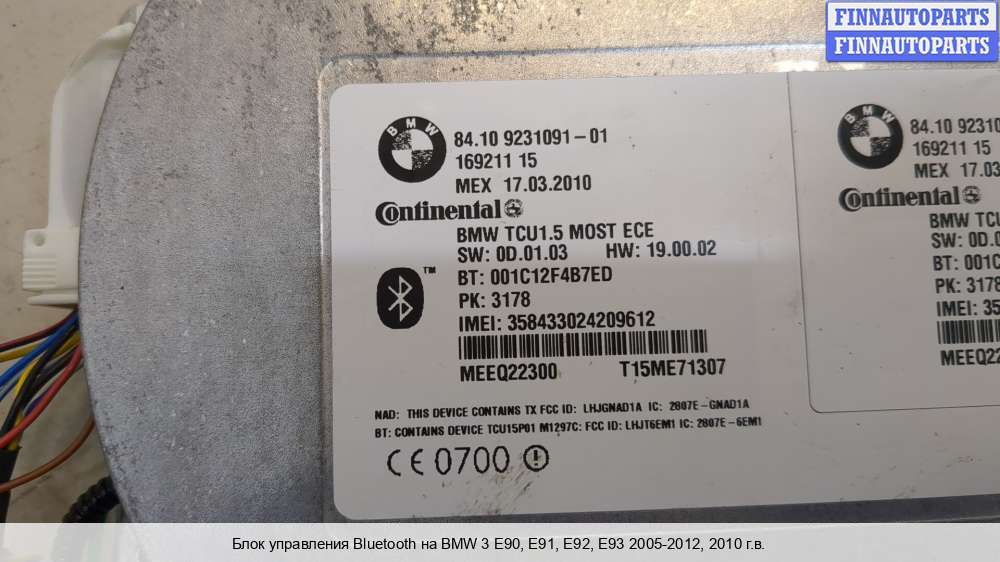 FINNAUTOPARTS
FINNAUTOPARTS
BMW
84.10 9231091-01
169211 15
MEX 17.03.2010
Continental
BMW TCU1.5 MOST ECE
SW: 0D.01.03 HW: 19.00.02
BT: 001C12F4B7ED
PK: 3178
IMEI: 358433024209612
MEEQ22300 T15ME71307
NAD: THIS DEVICE CONTAINS TX FCC ID: LHJGNAD1A IC: 2807E-GNAD1A
BT: CONTAINS DEVICE TCU15P01 M1297C: FCC ID: LHJT6EM1 IC: 2807E-6EM1
CE 0700
TM
BMW
84.10 92310
169211 15
MEX 17.03
Continental
BMW TCU
SW: 0D.0
BT: 001C
PK: 3178
IMEI: 35
MEEQ22
Блок управления Bluetooth на BMW 3 E90, E91, E92, E93 2005-2012, 2010 г.в.